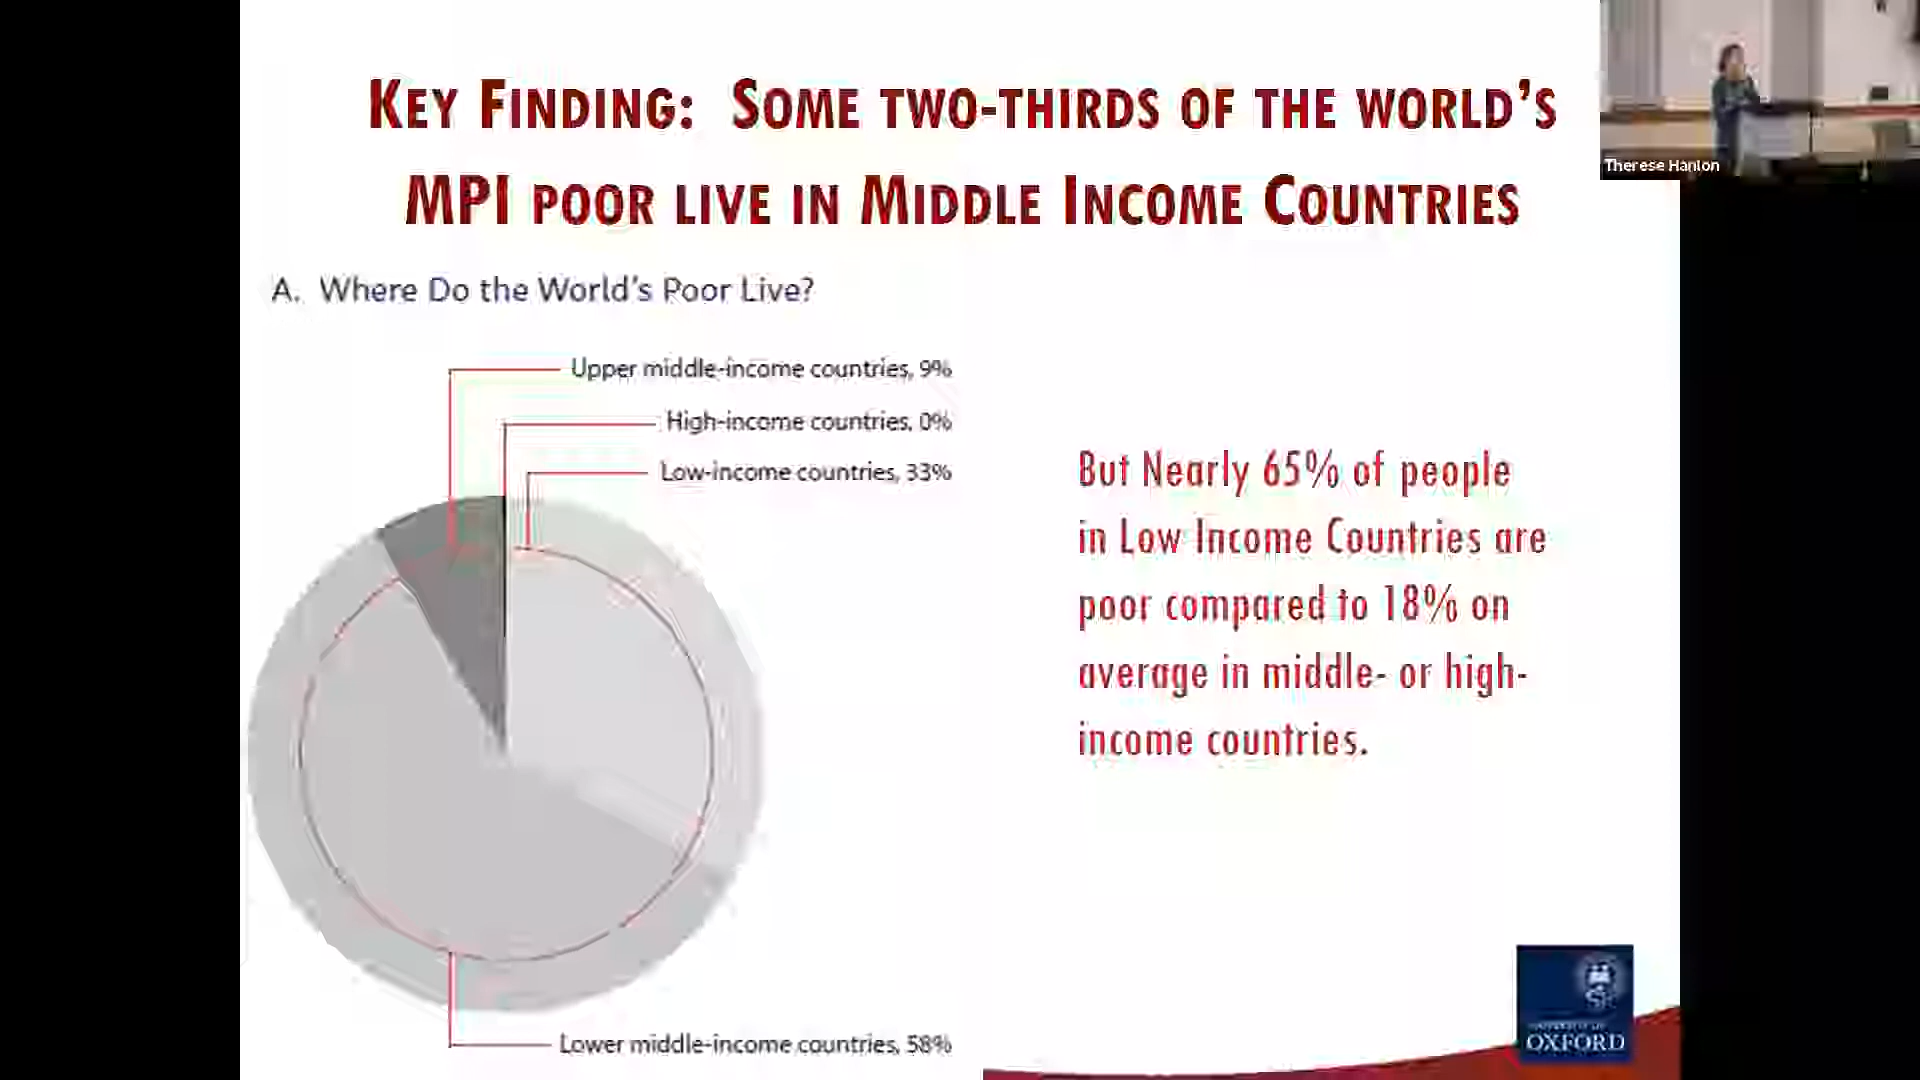 KEY FINDING: SOME TWO-THIRDS OF THE WORLD'S
MPI POOR LIVE IN MIDDLE INCOME COUNTRIES
Therese Hanlon
A. Where Do the World's Poor Live?
Upper middle-income countries, 9%
High-income countries, 0%
Low-income countries, 33%
But Nearly 65% of people
in Low Income Countries are
poor compared to 18% on
average in middle- or high-
income countries.
Lower middle-income countries, 58%
UNIVERSITY OF
OXFORD